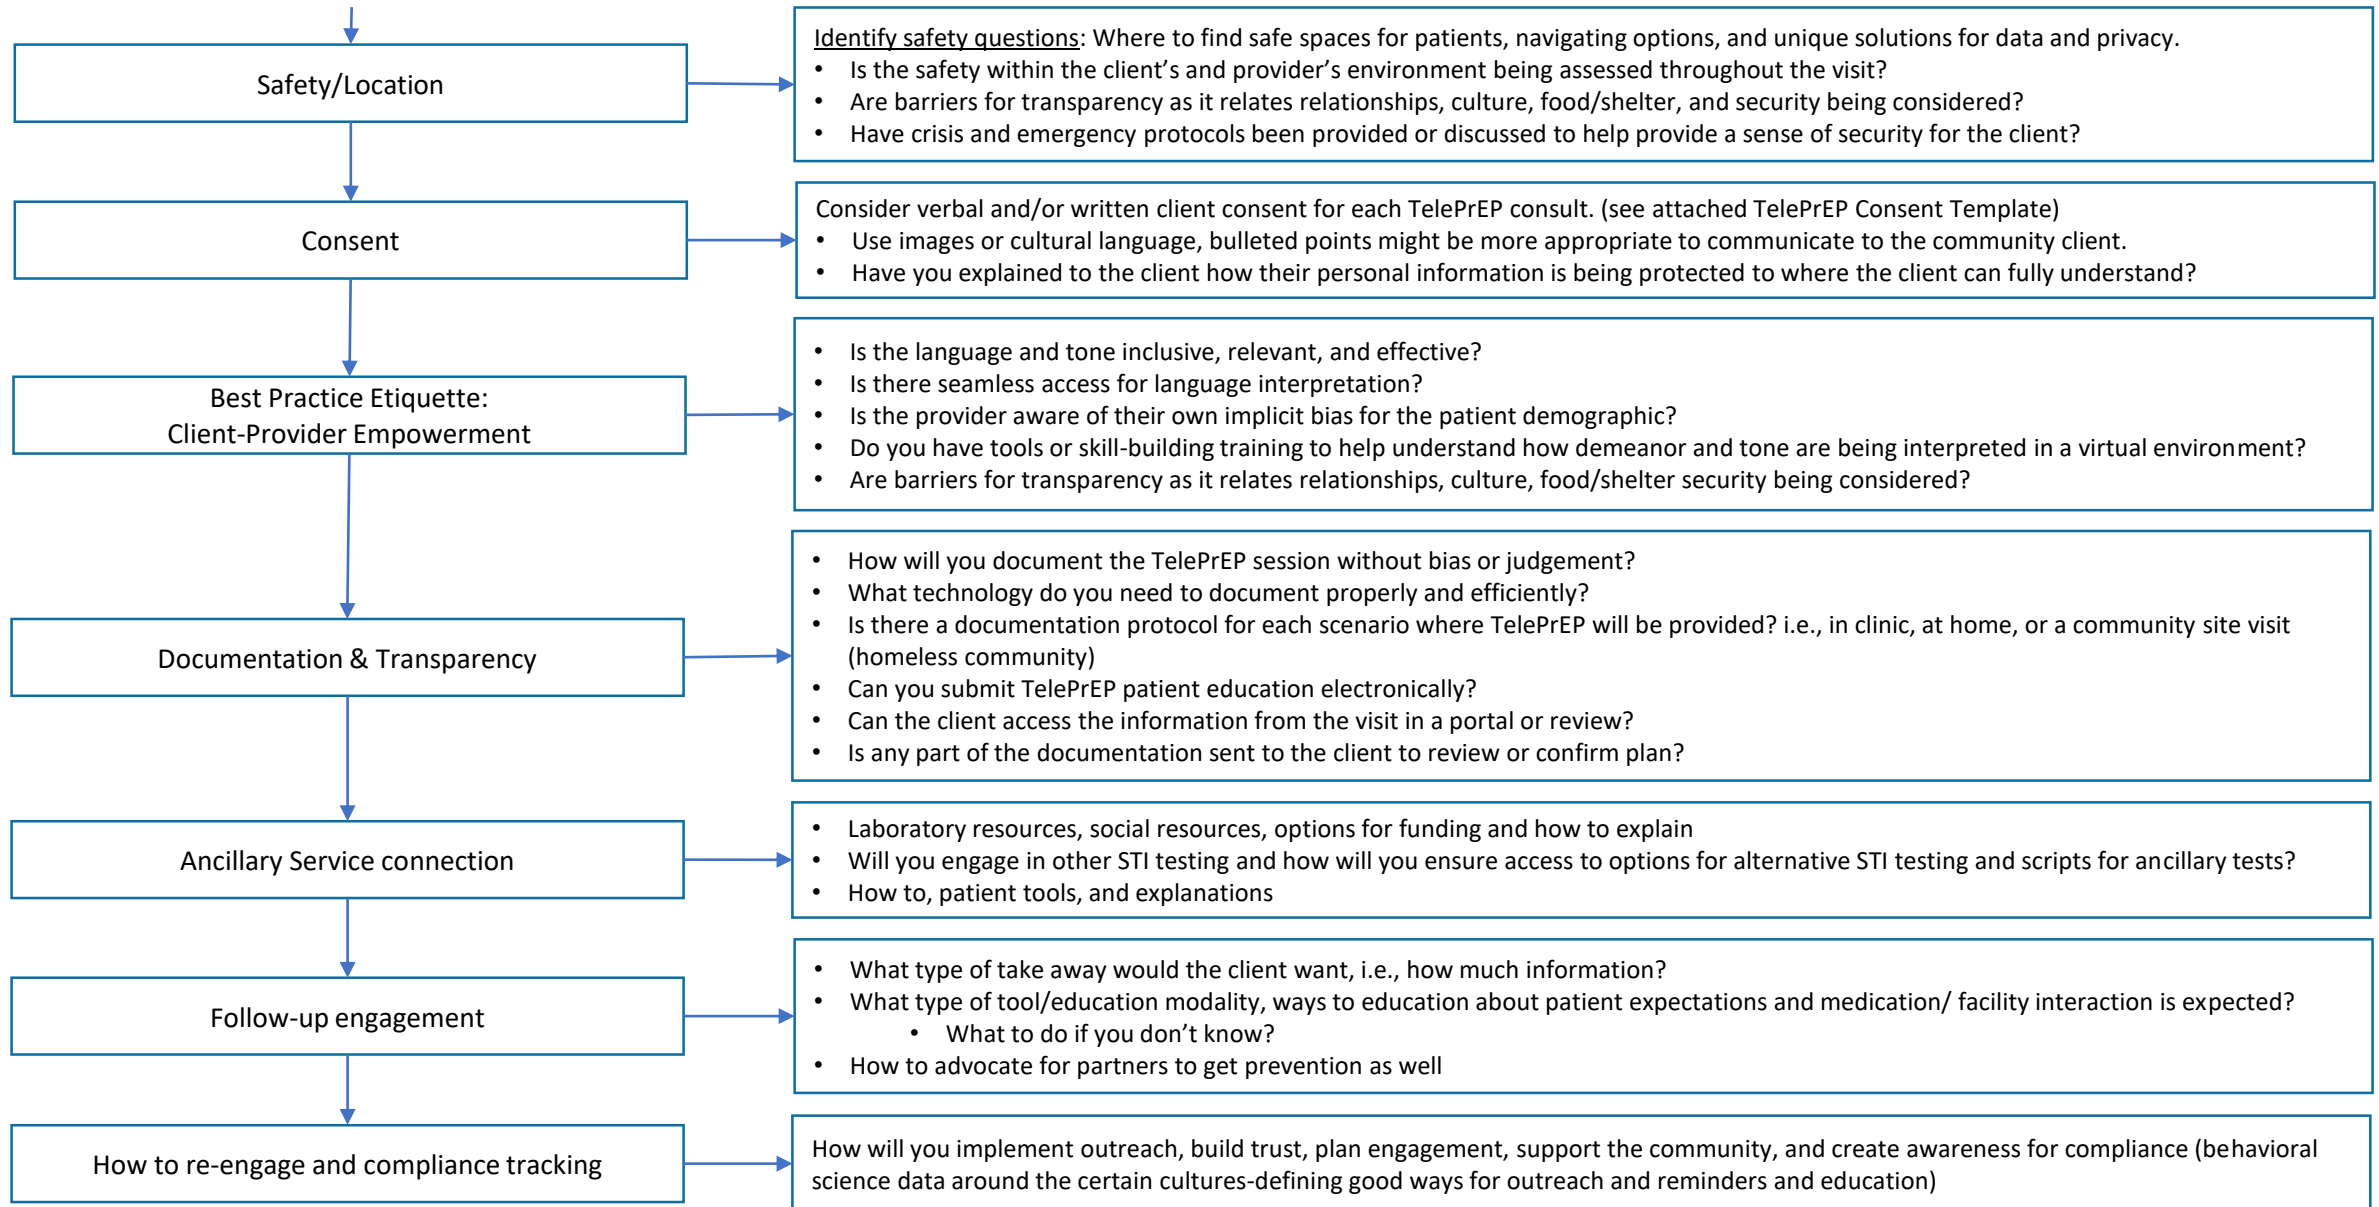 Safety/Location
Identify safety questions: Where to find safe spaces for patients, navigating options, and unique solutions for data and privacy.
• Is the safety within the client's and provider's environment being assessed throughout the visit?
• Are barriers for transparency as it relates relationships, culture, food/shelter, and security being considered?
• Have crisis and emergency protocols been provided or discussed to help provide a sense of security for the client?
Consent
Consider verbal and/or written client consent for each TelePrEP consult. (see attached TelePrEP Consent Template)
• Use images or cultural language, bulleted points might be more appropriate to communicate to the community client.
• Have you explained to the client how their personal information is being protected to where the client can fully understand?
Best Practice Etiquette:
Client-Provider Empowerment
• Is the language and tone inclusive, relevant, and effective?
• Is there seamless access for language interpretation?
• Is the provider aware of their own implicit bias for the patient demographic?
• Do you have tools or skill-building training to help understand how demeanor and tone are being interpreted in a virtual environment?
• Are barriers for transparency as it relates relationships, culture, food/shelter security being considered?
Documentation & Transparency
• How will you document the TelePrEP session without bias or judgement?
• What technology do you need to document properly and efficiently?
• Is there a documentation protocol for each scenario where TelePrEP will be provided? i.e., in clinic, at home, or a community site visit
(homeless community)
• Can you submit TelePrEP patient education electronically?
• Can the client access the information from the visit in a portal or review?
• Is any part of the documentation sent to the client to review or confirm plan?
Ancillary Service connection
• Laboratory resources, social resources, options for funding and how to explain
• Will you engage in other STI testing and how will you ensure access to options for alternative STI testing and scripts for ancillary tests?
• How to, patient tools, and explanations
Follow-up engagement
• What type of take away would the client want, i.e., how much information?
• What type of tool/education modality, ways to education about patient expectations and medication/ facility interaction is expected?
• What to do if you don't know?
• How to advocate for partners to get prevention as well
How to re-engage and compliance tracking
How will you implement outreach, build trust, plan engagement, support the community, and create awareness for compliance (behavioral
science data around the certain cultures-defining good ways for outreach and reminders and education)